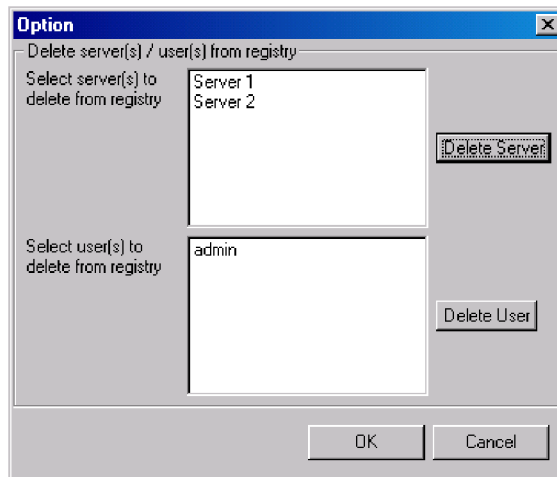 Option
Delete server(s) / user(s) from registry
Select server(s) to
delete from registry
Server 1
Server 2
Delete Server
Select user(s) to
delete from registry
admin
Delete User
OK
Cancel